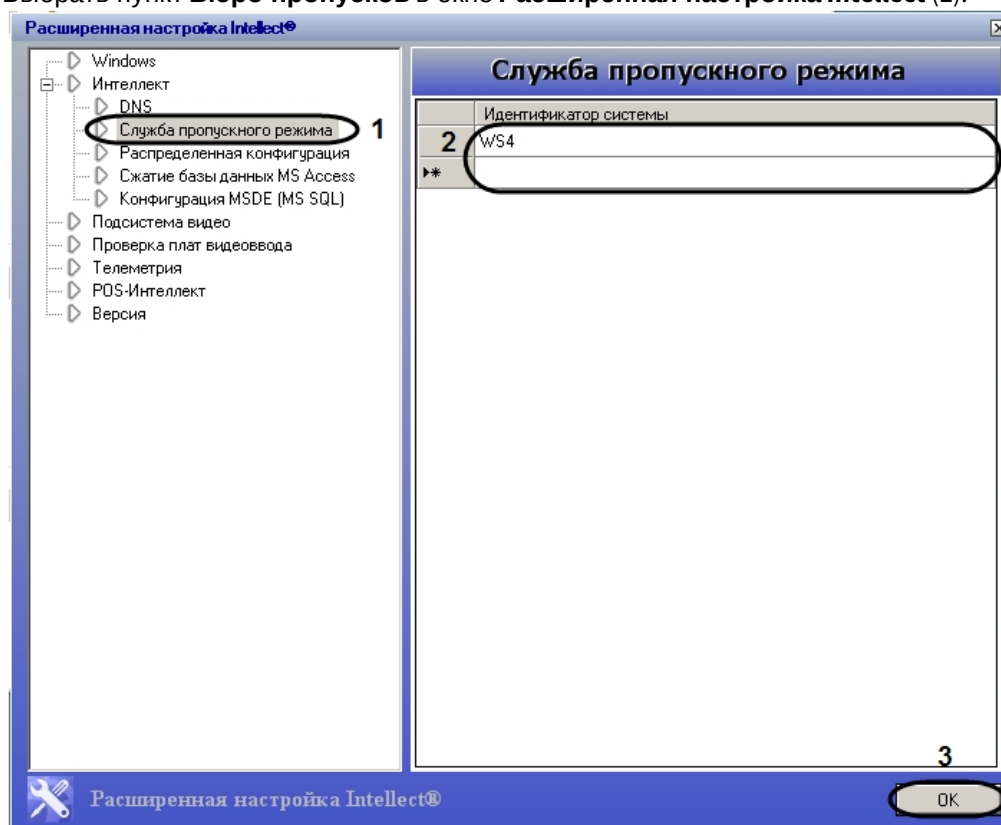 Выбрать пункт Бюро пропусков в окне Расширенная настройка Intellect (1).
Расширенная настройка Intellect®
Windows
Интеллект
DNS
Служба пропускного режима 1
Распределенная конфигурация
Сжатие базы данных MS Access
Конфигурация MSDE (MS SQL)
Подсистема видео
Проверка плат видеоввода
Телеметрия
POS-Интеллект
Версия
Служба пропускного режима
Идентификатор системы
2 WS4
3
Расширенная настройка Intellect®
OK